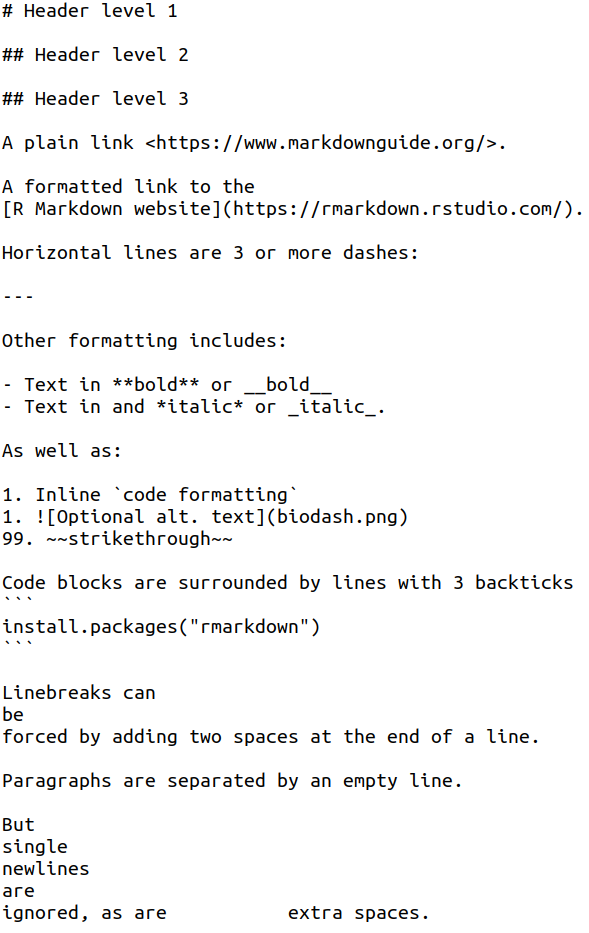 # Header level 1

## Header level 2

## Header level 3

A plain link <https://www.markdownguide.org/>.

A formatted link to the
[R Markdown website](https://rmarkdown.rstudio.com/).

Horizontal lines are 3 or more dashes:

---

Other formatting includes:

- Text in **bold** or __bold__
- Text in and *italic* or _italic_.

As well as:

1. Inline `code formatting`
1. ![Optional alt. text](biodash.png)
99. ~~strikethrough~~

Code blocks are surrounded by lines with 3 backticks
```
install.packages("rmarkdown")
```

Linebreaks can
be
forced by adding two spaces at the end of a line.

Paragraphs are separated by an empty line.

But
single
newlines
are
ignored, as are           extra spaces.